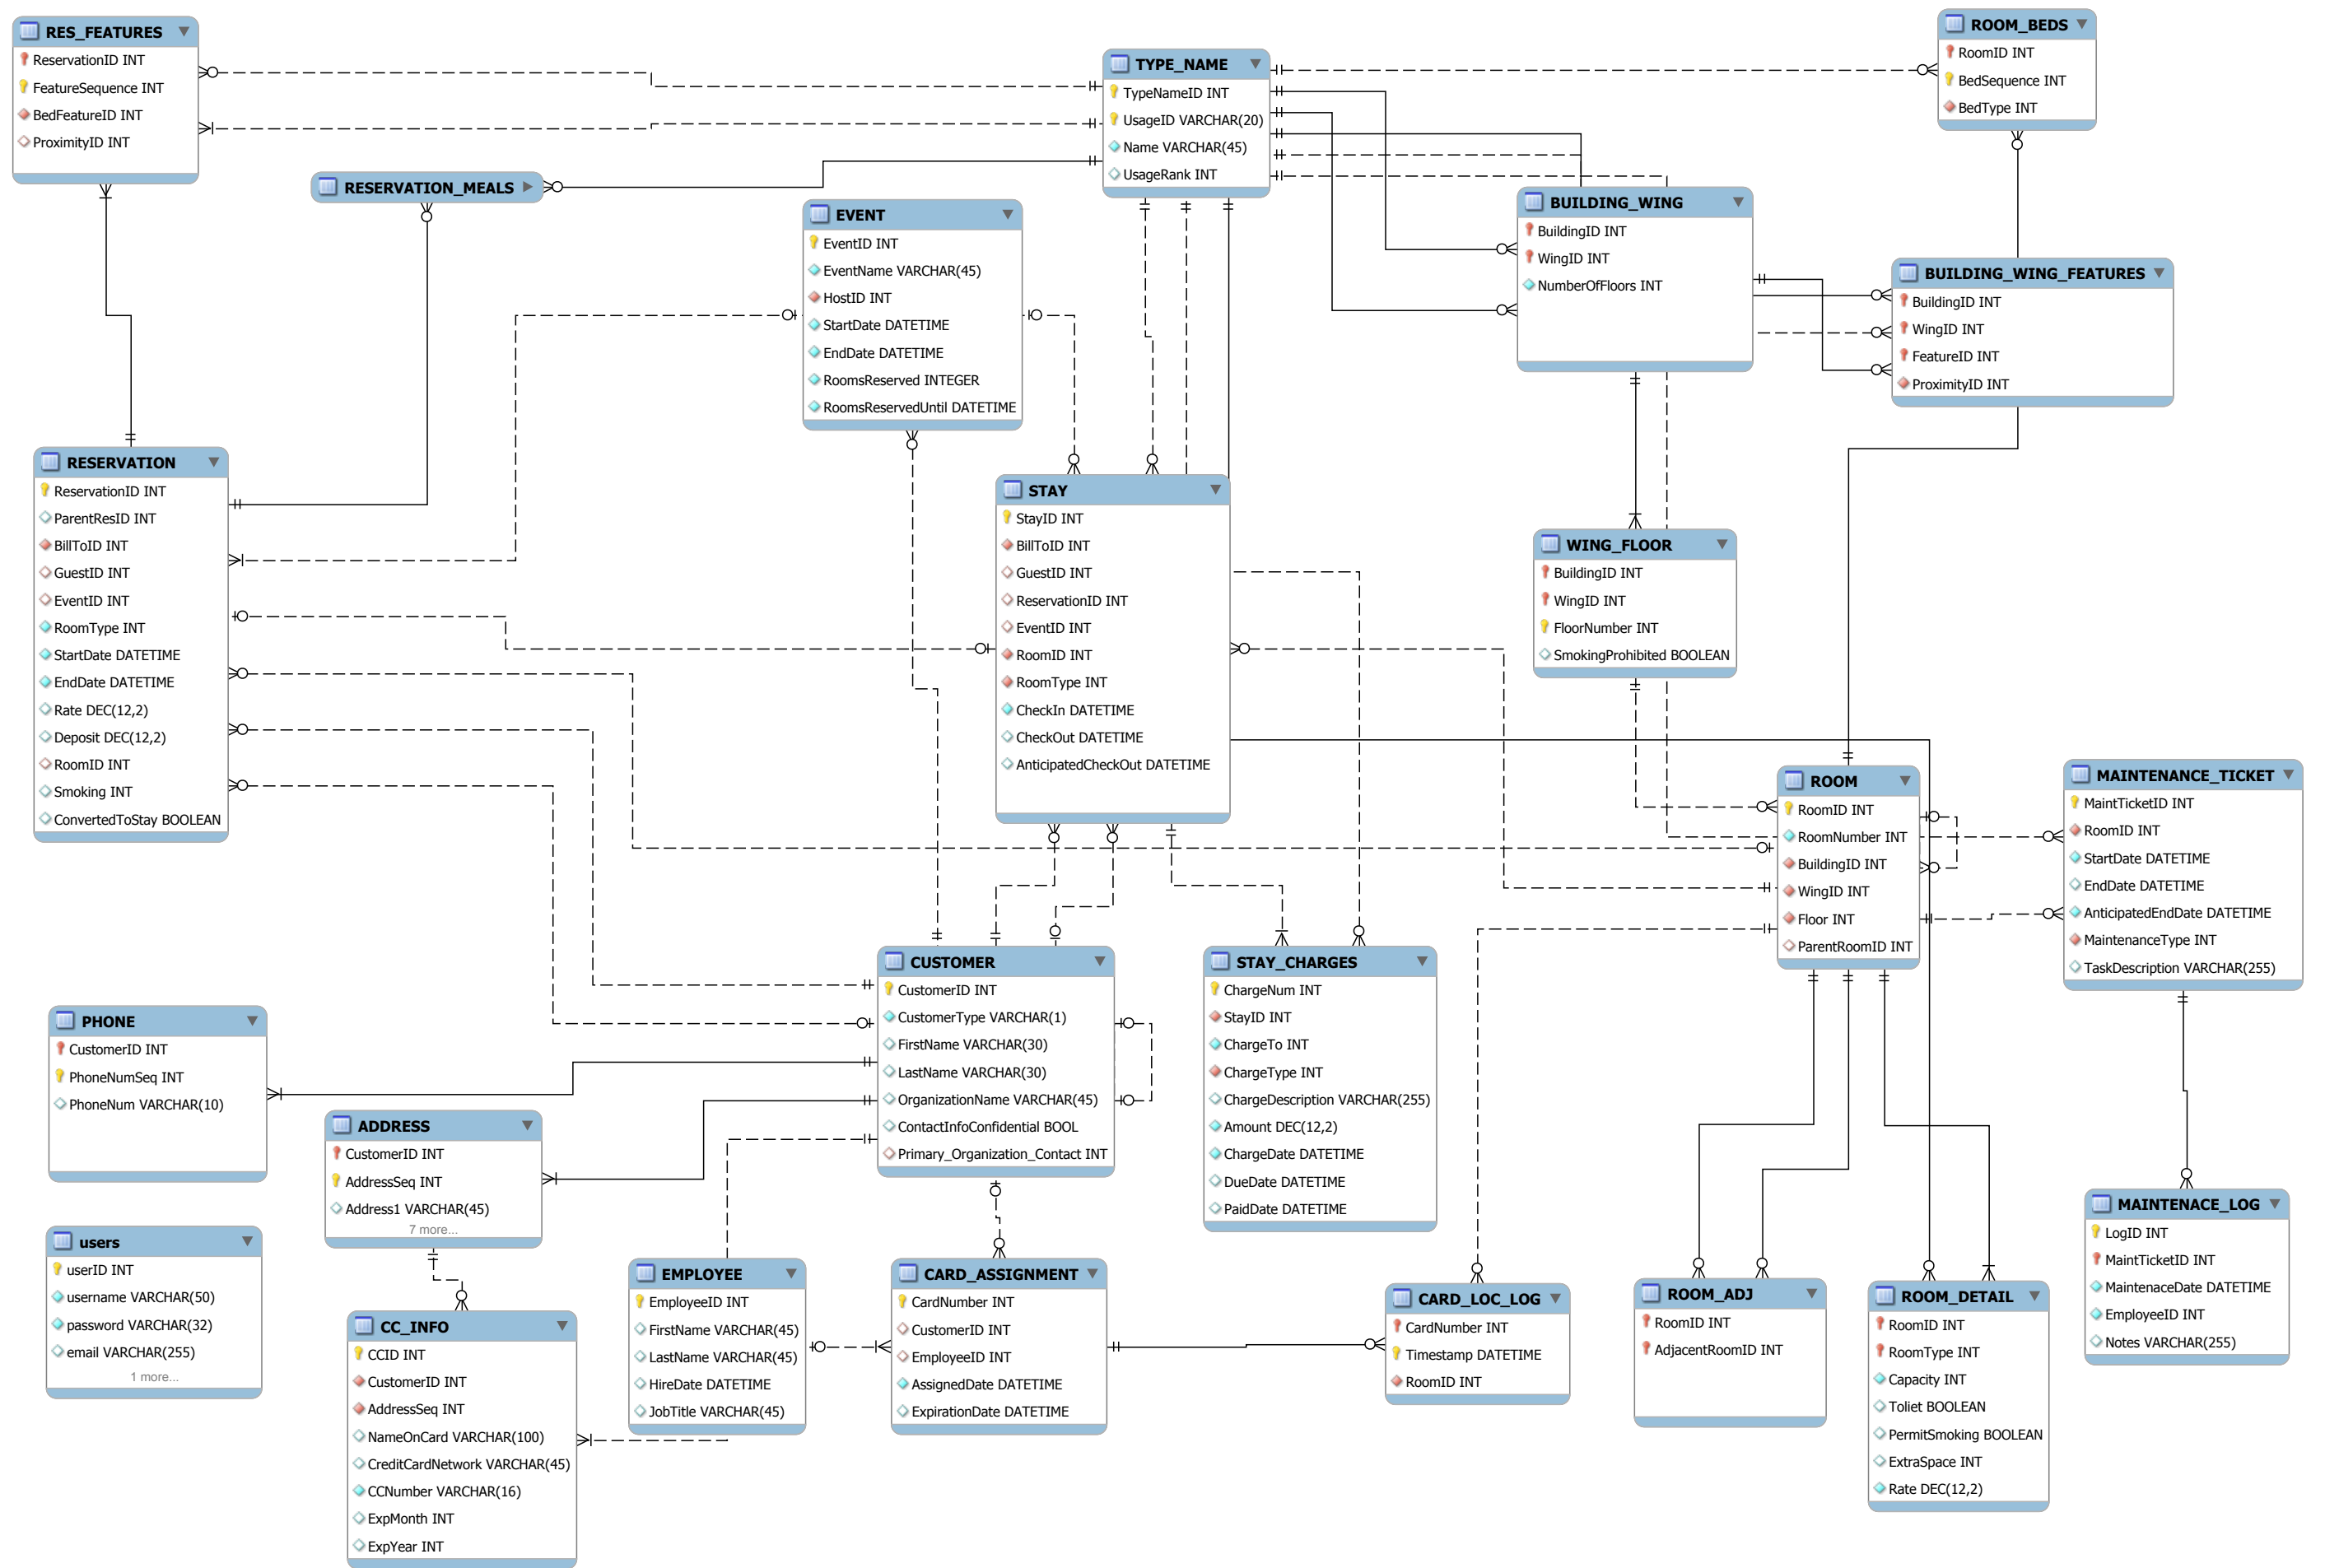 RES_FEATURES
ReservationID INT
FeatureSequence INT
BedFeatureID INT
ProximityID INT
RESERVATION_MEALS
TYPE_NAME
TypeNameID INT
UsageID VARCHAR(20)
Name VARCHAR(45)
UsageRank INT
ROOM_BEDS
RoomID INT
BedSequence INT
BedType INT
EVENT
EventID INT
EventName VARCHAR(45)
HostID INT
StartDate DATETIME
EndDate DATETIME
RoomsReserved INTEGER
RoomsReservedUntil DATETIME
BUILDING_WING
BuildingID INT
WingID INT
NumberOfFloors INT
BUILDING_WING_FEATURES
BuildingID INT
WingID INT
FeatureID INT
ProximityID INT
RESERVATION
ReservationID INT
ParentResID INT
BillToID INT
GuestID INT
EventID INT
RoomType INT
StartDate DATETIME
EndDate DATETIME
Rate DEC(12,2)
Deposit DEC(12,2)
RoomID INT
Smoking INT
ConvertedToStay BOOLEAN
STAY
StayID INT
BillToID INT
GuestID INT
ReservationID INT
EventID INT
RoomID INT
RoomType INT
CheckIn DATETIME
CheckOut DATETIME
AnticipatedCheckOut DATETIME
WING_FLOOR
BuildingID INT
WingID INT
FloorNumber INT
SmokingProhibited BOOLEAN
ROOM
RoomID INT
RoomNumber INT
BuildingID INT
WingID INT
Floor INT
ParentRoomID INT
MAINTENANCE_TICKET
MaintTicketID INT
RoomID INT
StartDate DATETIME
EndDate DATETIME
AnticipatedEndDate DATETIME
MaintenanceType INT
TaskDescription VARCHAR(255)
PHONE
CustomerID INT
PhoneNumSeq INT
PhoneNum VARCHAR(10)
CUSTOMER
CustomerID INT
CustomerType VARCHAR(1)
FirstName VARCHAR(30)
LastName VARCHAR(30)
OrganizationName VARCHAR(45)
ContactInfoConfidential BOOL
Primary_Organization_Contact INT
STAY_CHARGES
ChargeNum INT
StayID INT
ChargeTo INT
ChargeType INT
ChargeDescription VARCHAR(255)
Amount DEC(12,2)
ChargeDate DATETIME
DueDate DATETIME
PaidDate DATETIME
ADDRESS
CustomerID INT
AddressSeq INT
Address1 VARCHAR(45)
7 more...
users
userID INT
username VARCHAR(50)
password VARCHAR(32)
email VARCHAR(255)
1 more...
CC_INFO
CCID INT
CustomerID INT
AddressSeq INT
NameOnCard VARCHAR(100)
CreditCardNetwork VARCHAR(45)
CCNumber VARCHAR(16)
ExpMonth INT
ExpYear INT
EMPLOYEE
EmployeeID INT
FirstName VARCHAR(45)
LastName VARCHAR(45)
HireDate DATETIME
JobTitle VARCHAR(45)
CARD_ASSIGNMENT
CardNumber INT
CustomerID INT
EmployeeID INT
AssignedDate DATETIME
ExpirationDate DATETIME
CARD_LOC_LOG
CardNumber INT
Timestamp DATETIME
RoomID INT
ROOM_ADJ
RoomID INT
AdjacentRoomID INT
ROOM_DETAIL
RoomID INT
RoomType INT
Capacity INT
Toliet BOOLEAN
PermitSmoking BOOLEAN
ExtraSpace INT
Rate DEC(12,2)
MAINTENACE_LOG
LogID INT
MaintTicketID INT
MaintenaceDate DATETIME
EmployeeID INT
Notes VARCHAR(255)